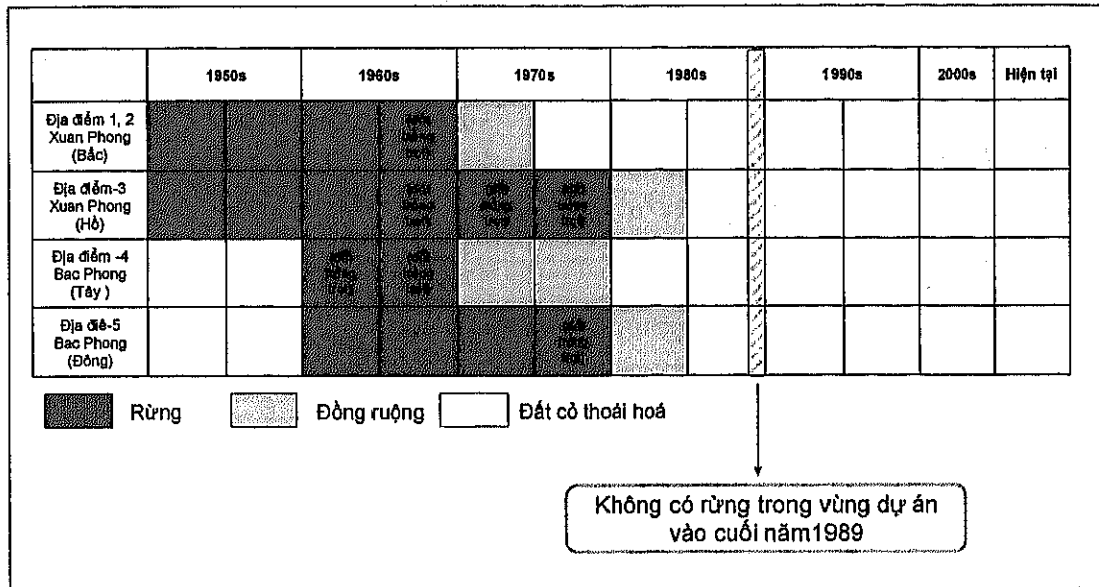 1950s 1960s 1970s 1980s 1990s 2000s Hiện tại
Địa điểm 1, 2
Xuan Phong
(Bắc)
Địa điểm-3
Xuan Phong
(Hồ)
Địa điểm -4
Bac Phong
(Tây )
Địa điê-5
Bac Phong
(Đông)
Rừng Đồng ruộng Đất cỏ thoái hoá
Không có rừng trong vùng dự án
vào cuối năm1989